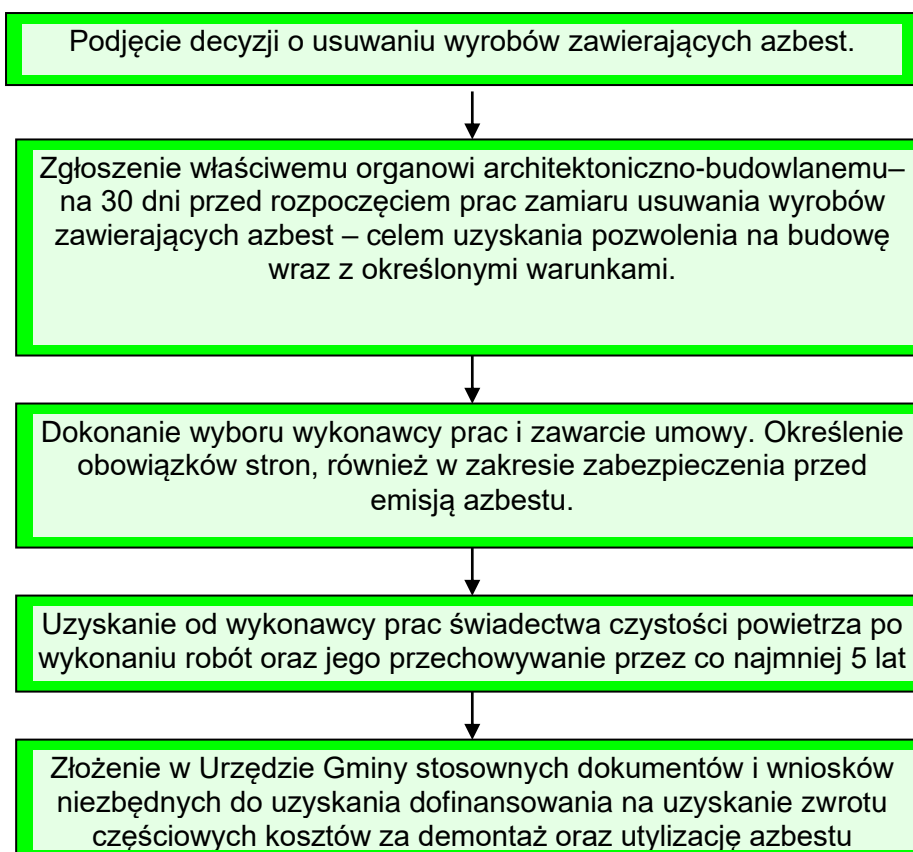 Podjęcie decyzji o usuwaniu wyrobów zawierających azbest.
Zgłoszenie właściwemu organowi architektoniczno-budowlanemu–
na 30 dni przed rozpoczęciem prac zamiaru usuwania wyrobów
zawierających azbest – celem uzyskania pozwolenia na budowę
wraz z określonymi warunkami.
Dokonanie wyboru wykonawcy prac i zawarcie umowy. Określenie
obowiązków stron, również w zakresie zabezpieczenia przed
emisją azbestu.
Uzyskanie od wykonawcy prac świadectwa czystości powietrza po
wykonaniu robót oraz jego przechowywanie przez co najmniej 5 lat
Złożenie w Urzędzie Gminy stosownych dokumentów i wniosków
niezbędnych do uzyskania dofinansowania na uzyskanie zwrotu
częściowych kosztów za demontaż oraz utylizację azbestu